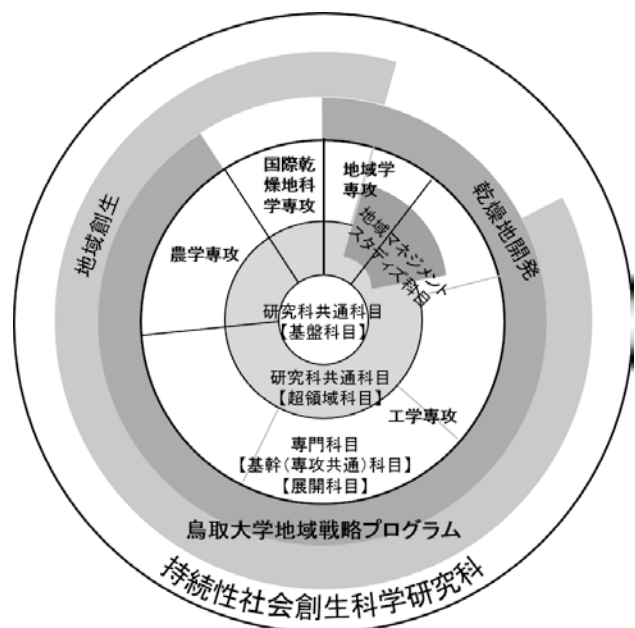 国際乾
燥地科
学専攻
地域学
専攻
地域創生
農学専攻
地域マネジメント
スタディズ科目
乾燥地開発
研究科共通科目
【基盤科目】
研究科共通科目
【超領域科目】
工学専攻
専門科目
【基幹(専攻共通)科目】
【展開科目】
鳥取大学地域戦略プログラム
持続性社会創生科学研究科